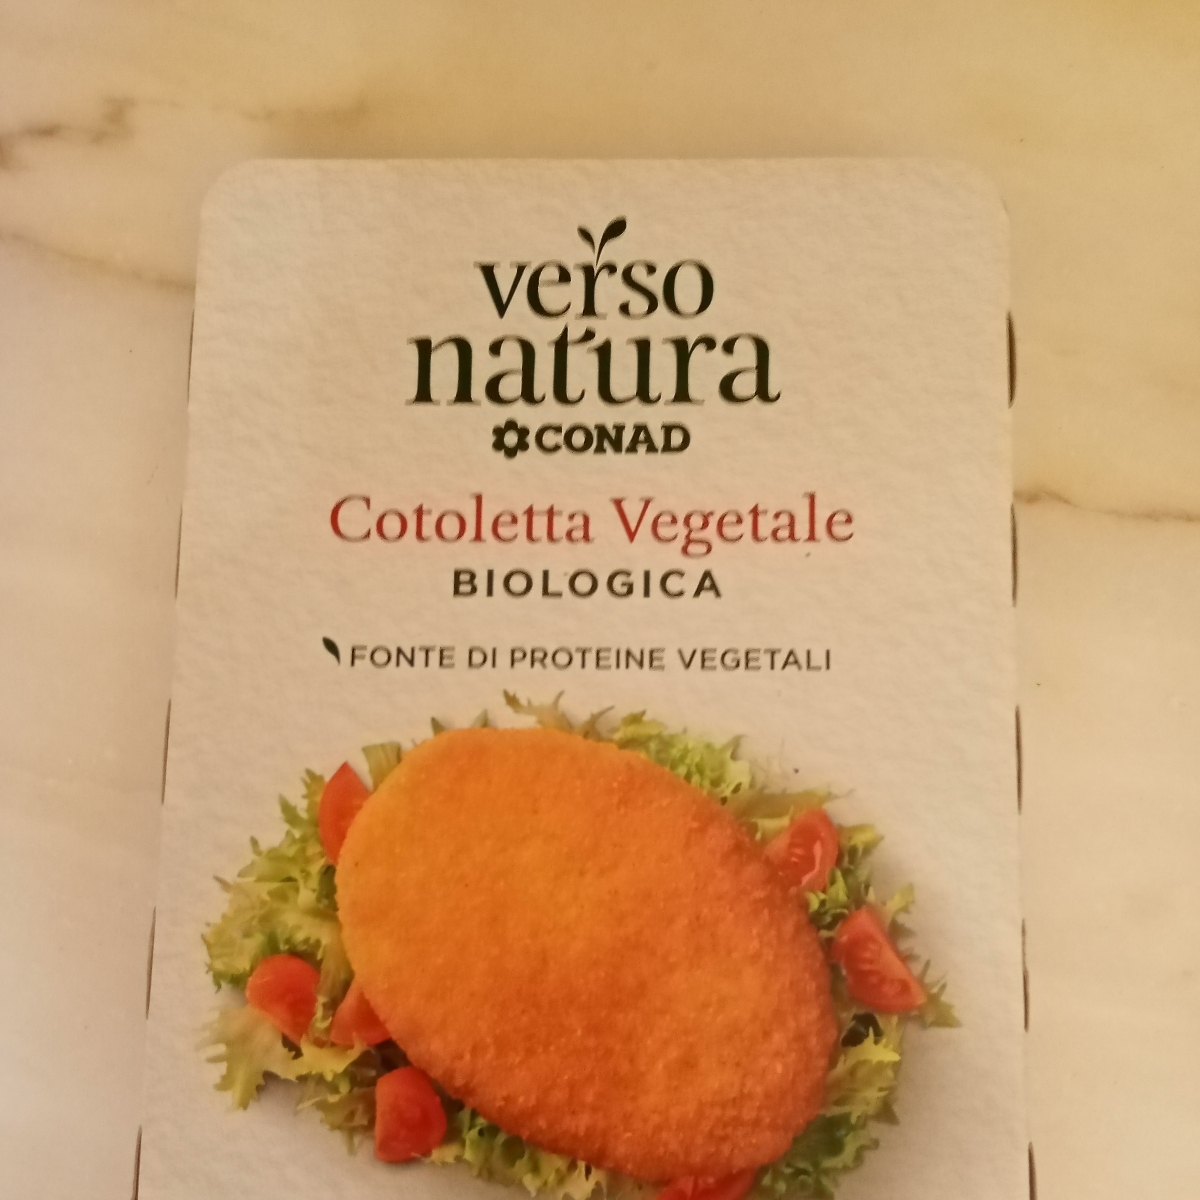 verso
natura
CONAD
Cotoletta Vegetale
BIOLOGICA
FONTE DI PROTEINE VEGETALI